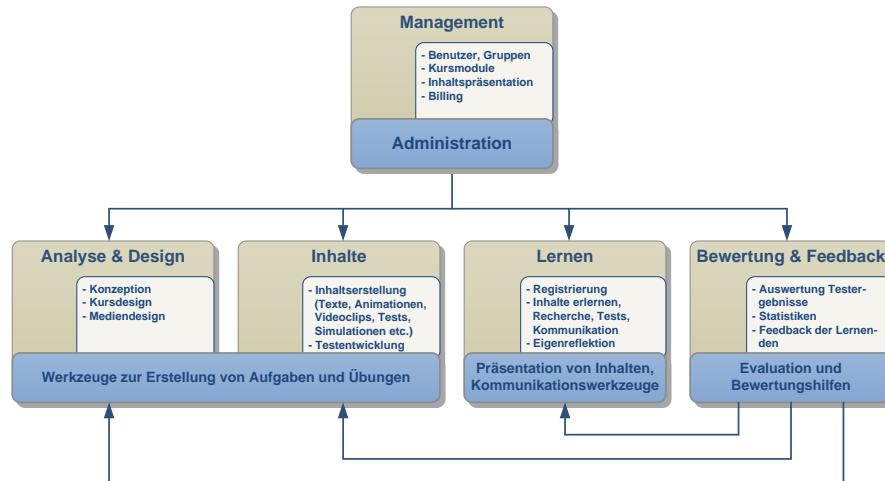 Management
- Benutzer, Gruppen
- Kursmodule
- Inhaltspräsentation
- Billing
Administration
Analyse & Design
- Konzeption
- Kursdesign
- Mediendesign
Inhalte
- Inhaltserstellung
(Texte, Animationen,
Videoclips, Tests,
Simulationen etc.)
- Testentwicklung
Werkzeuge zur Erstellung von Aufgaben und Übungen
Lernen
- Registrierung
- Inhalte erlernen,
Recherche, Tests,
Kommunikation
- Eigenreflektion
Präsentation von Inhalten,
Kommunikationswerkzeuge
Bewertung & Feedback
- Auswertung Tester-
gebnisse
- Statistiken
- Feedback der Lernen-
den
Evaluation und
Bewertungshilfen